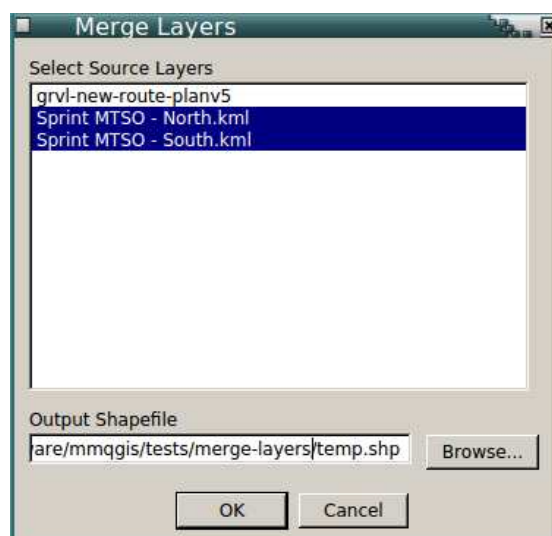 Merge Layers
Select Source Layers
grvl-new-route-planv5
Sprint MTSO - North.kml
Sprint MTSO - South.kml
Output Shapefile
/are/mmqgis/tests/merge-layers/temp.shp
Browse...
OK
Cancel